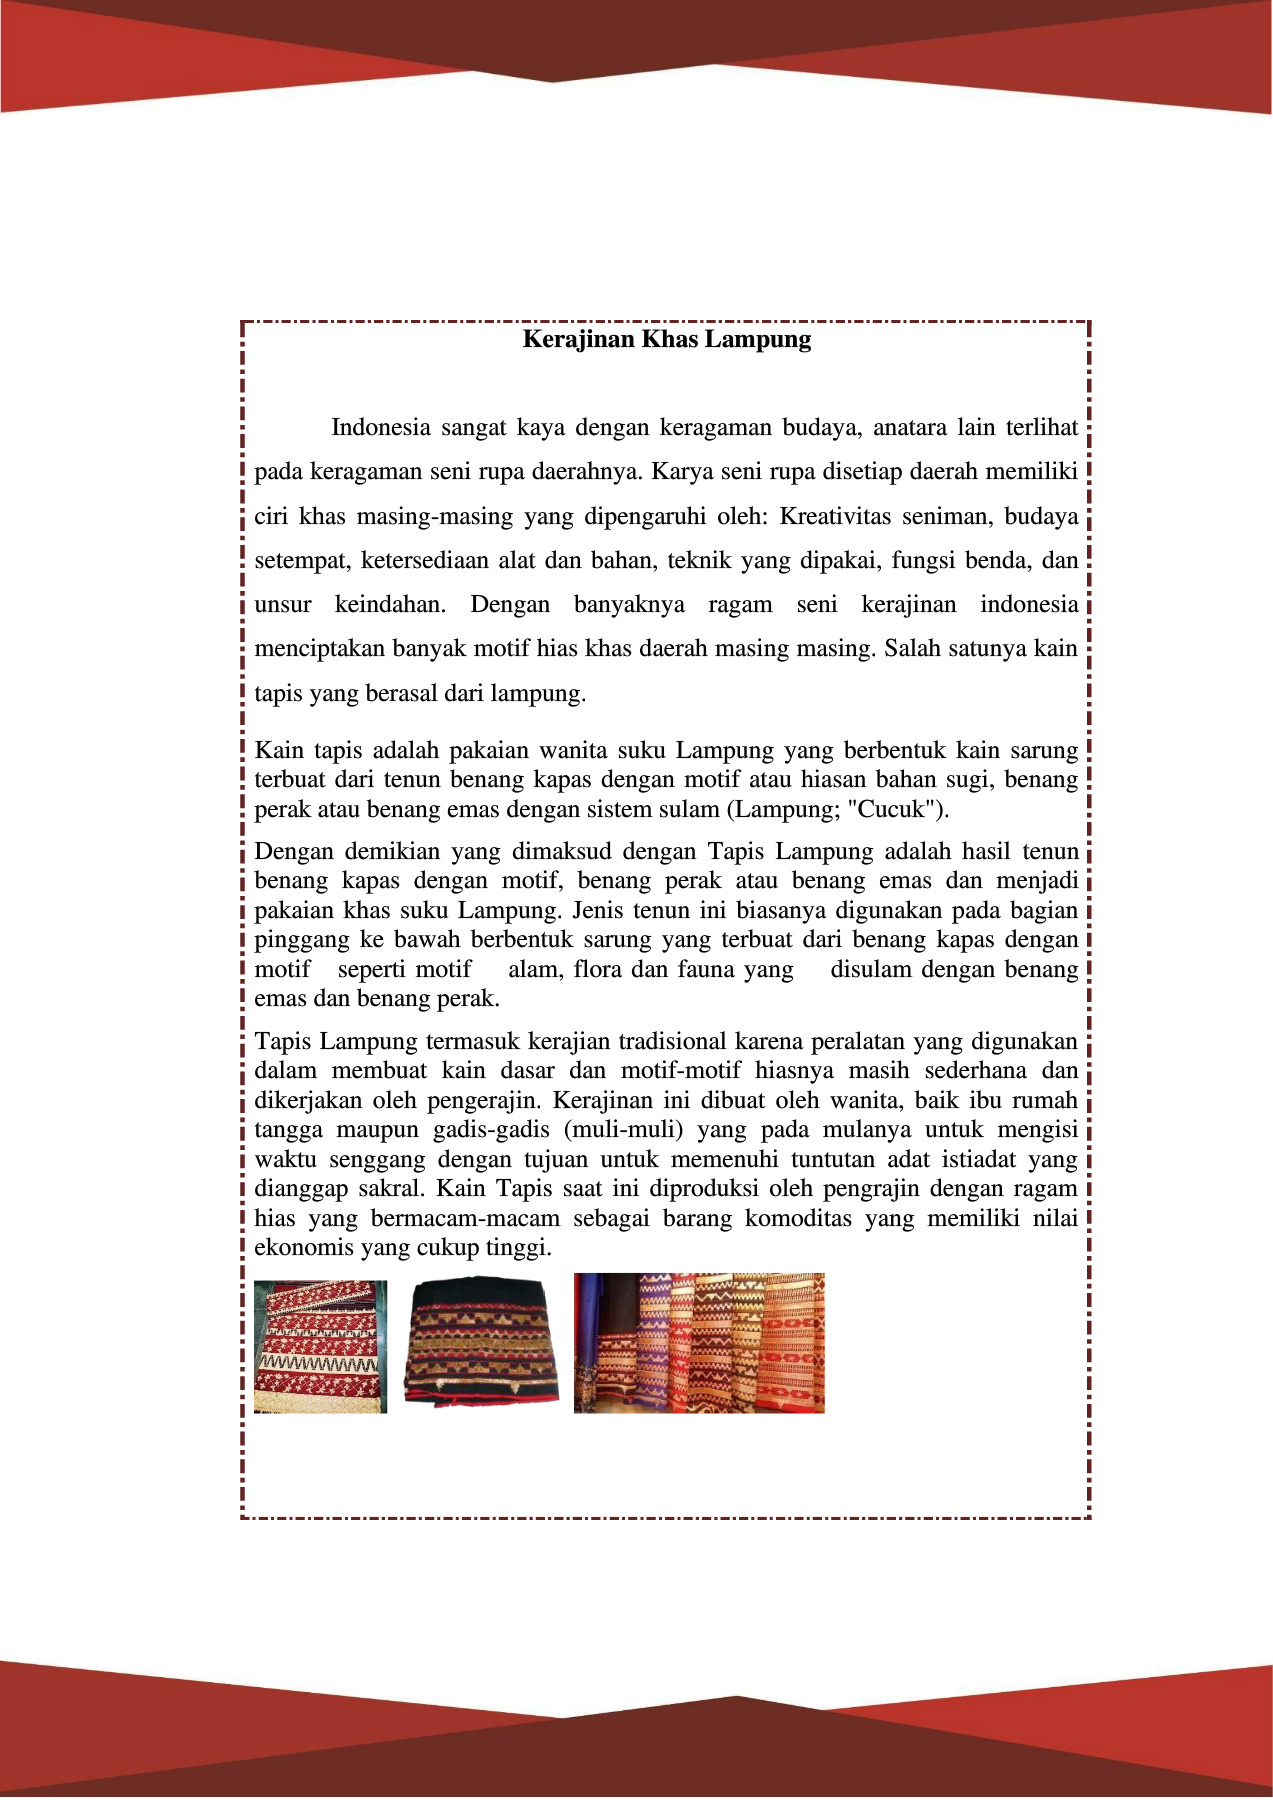 Kerajinan Khas Lampung
Indonesia sangat kaya dengan keragaman budaya, anatara lain terlihat
pada keragaman seni rupa daerahnya. Karya seni rupa disetiap daerah memiliki
ciri khas masing-masing yang dipengaruhi oleh: Kreativitas seniman, budaya
setempat, ketersediaan alat dan bahan, teknik yang dipakai, fungsi benda, dan
unsur keindahan. Dengan banyaknya ragam seni kerajinan indonesia
menciptakan banyak motif hias khas daerah masing masing. Salah satunya kain
tapis yang berasal dari lampung.
Kain tapis adalah pakaian wanita suku Lampung yang berbentuk kain sarung
terbuat dari tenun benang kapas dengan motif atau hiasan bahan sugi, benang
perak atau benang emas dengan sistem sulam (Lampung; "Cucuk").
Dengan demikian yang dimaksud dengan Tapis Lampung adalah hasil tenun
benang kapas dengan motif, benang perak atau benang emas dan menjadi
pakaian khas suku Lampung. Jenis tenun ini biasanya digunakan pada bagian
pinggang ke bawah berbentuk sarung yang terbuat dari benang kapas dengan
motif seperti motif alam, flora dan fauna yang disulam dengan benang
emas dan benang perak.
Tapis Lampung termasuk kerajian tradisional karena peralatan yang digunakan
dalam membuat kain dasar dan motif-motif hiasnya masih sederhana dan
dikerjakan oleh pengerajin. Kerajinan ini dibuat oleh wanita, baik ibu rumah
tangga maupun gadis-gadis (muli-muli) yang pada mulanya untuk mengisi
waktu senggang dengan tujuan untuk memenuhi tuntutan adat istiadat yang
dianggap sakral. Kain Tapis saat ini diproduksi oleh pengrajin dengan ragam
hias yang bermacam-macam sebagai barang komoditas yang memiliki nilai
ekonomis yang cukup tinggi.